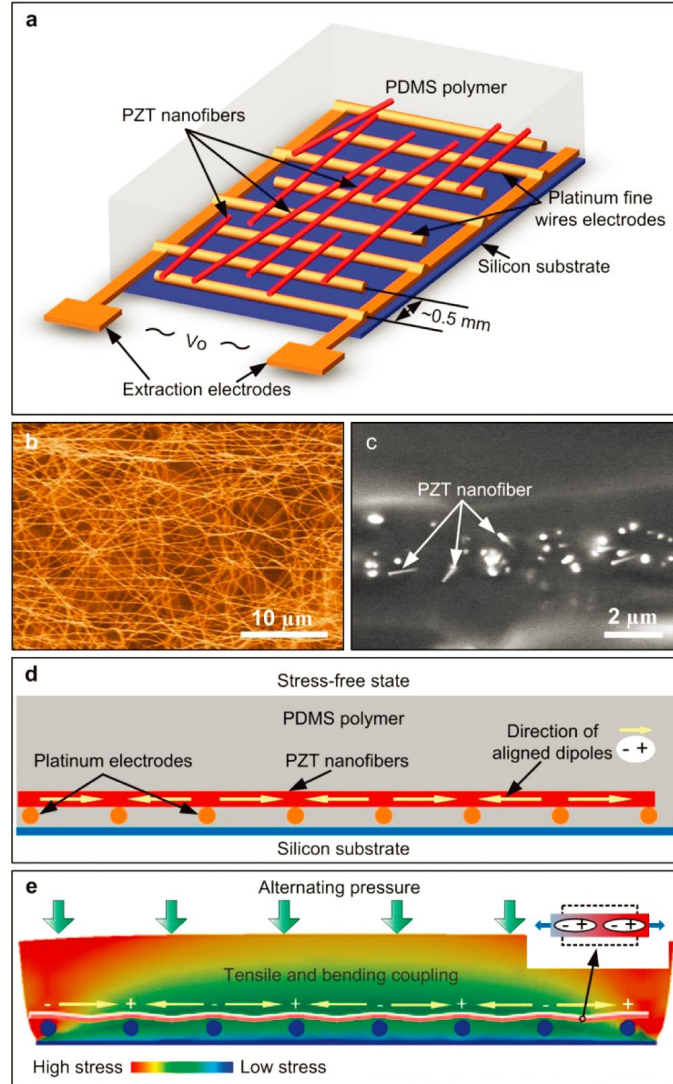 a
PDMS polymer
PZT nanofibers
Platinum fine
wires electrodes
Silicon substrate
~0.5 mm
~ Vo ~
Extraction electrodes
b
10 µm
c
PZT nanofiber
2 µm
d
Stress-free state
PDMS polymer
Direction of
aligned dipoles
- +
Platinum electrodes
PZT nanofibers
Silicon substrate
e
Alternating pressure
- + - +
Tensile and bending coupling
- + - + - + - +
High stress
Low stress